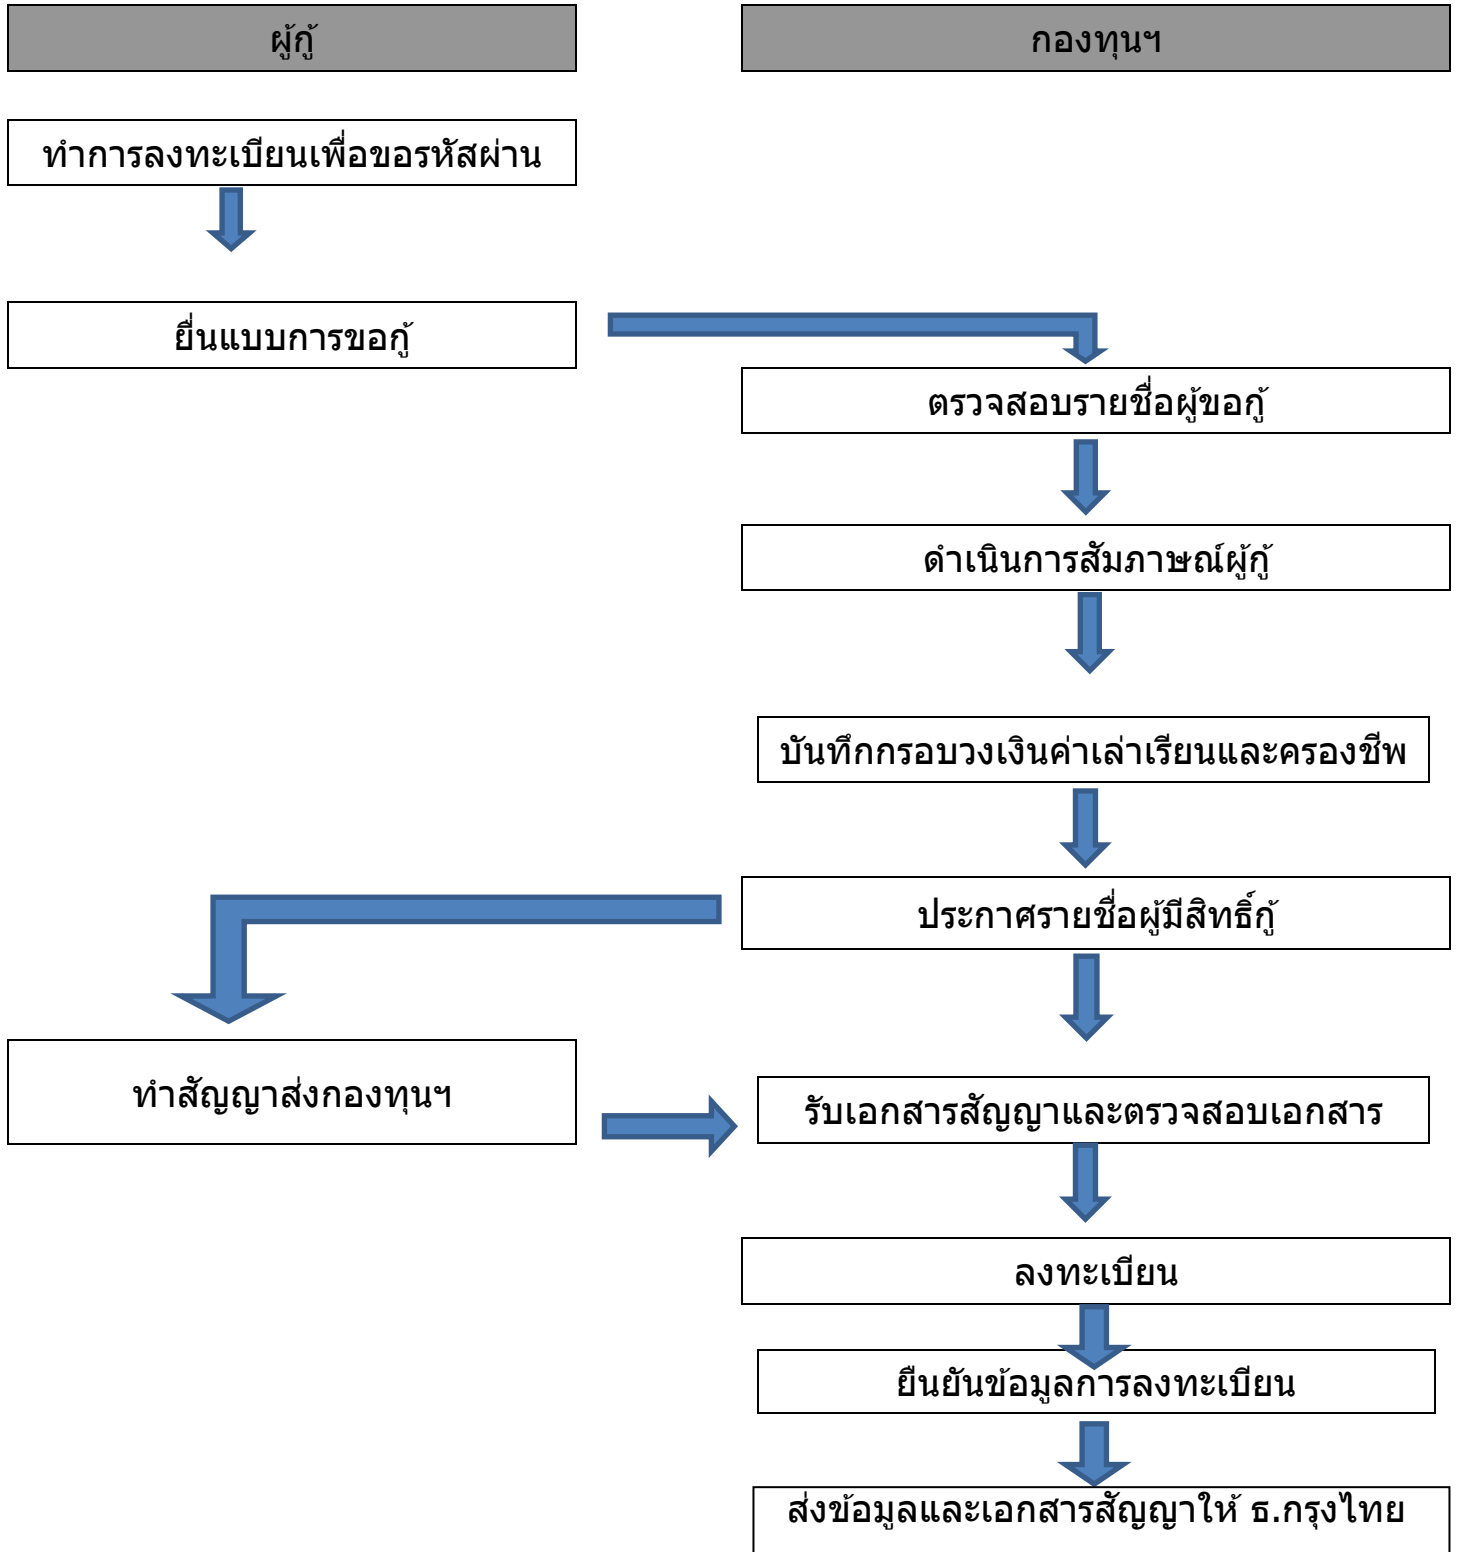 ผู้กู้
กองทุนฯ
ทำการลงทะเบียนเพื่อขอรหัสผ่าน
ยื่นแบบการขอกู้
ตรวจสอบรายชื่อผู้ขอกู้
ดำเนินการสัมภาษณ์ผู้กู้
บันทึกกรอบวงเงินค่าเล่าเรียนและครองชีพ
ประกาศรายชื่อผู้มีสิทธิ์กู้
ทำสัญญาส่งกองทุนฯ
รับเอกสารสัญญาและตรวจสอบเอกสาร
ลงทะเบียน
ยืนยันข้อมูลการลงทะเบียน
ส่งข้อมูลและเอกสารสัญญาให้ ธ.กรุงไทย